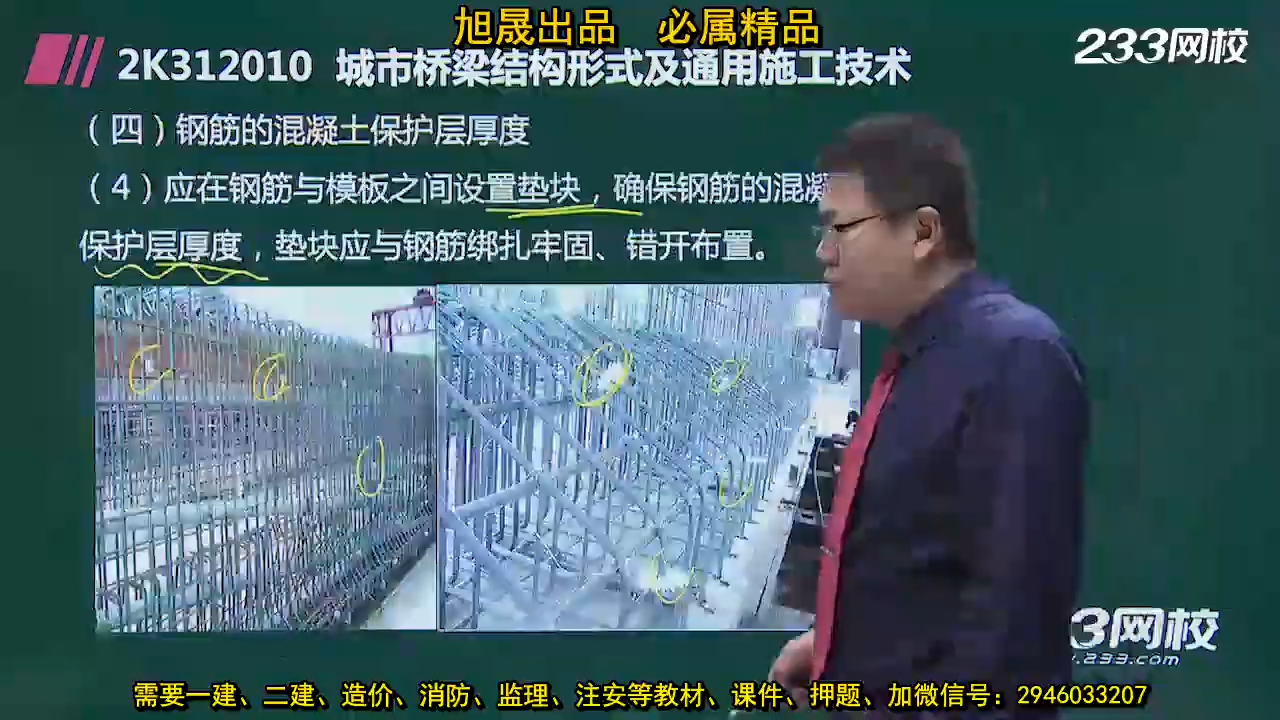 旭晟出品 必属精品
233网校
2K312010 城市桥梁结构形式及通用施工技术
（四）钢筋的混凝土保护层厚度
（4）应在钢筋与模板之间设置垫块，确保钢筋的混凝
保护层厚度，垫块应与钢筋绑扎牢固、错开布置。
3网校
.233.com
需要一建、二建、造价、消防、监理、注安等教材、课件、押题、加微信号：2946033207